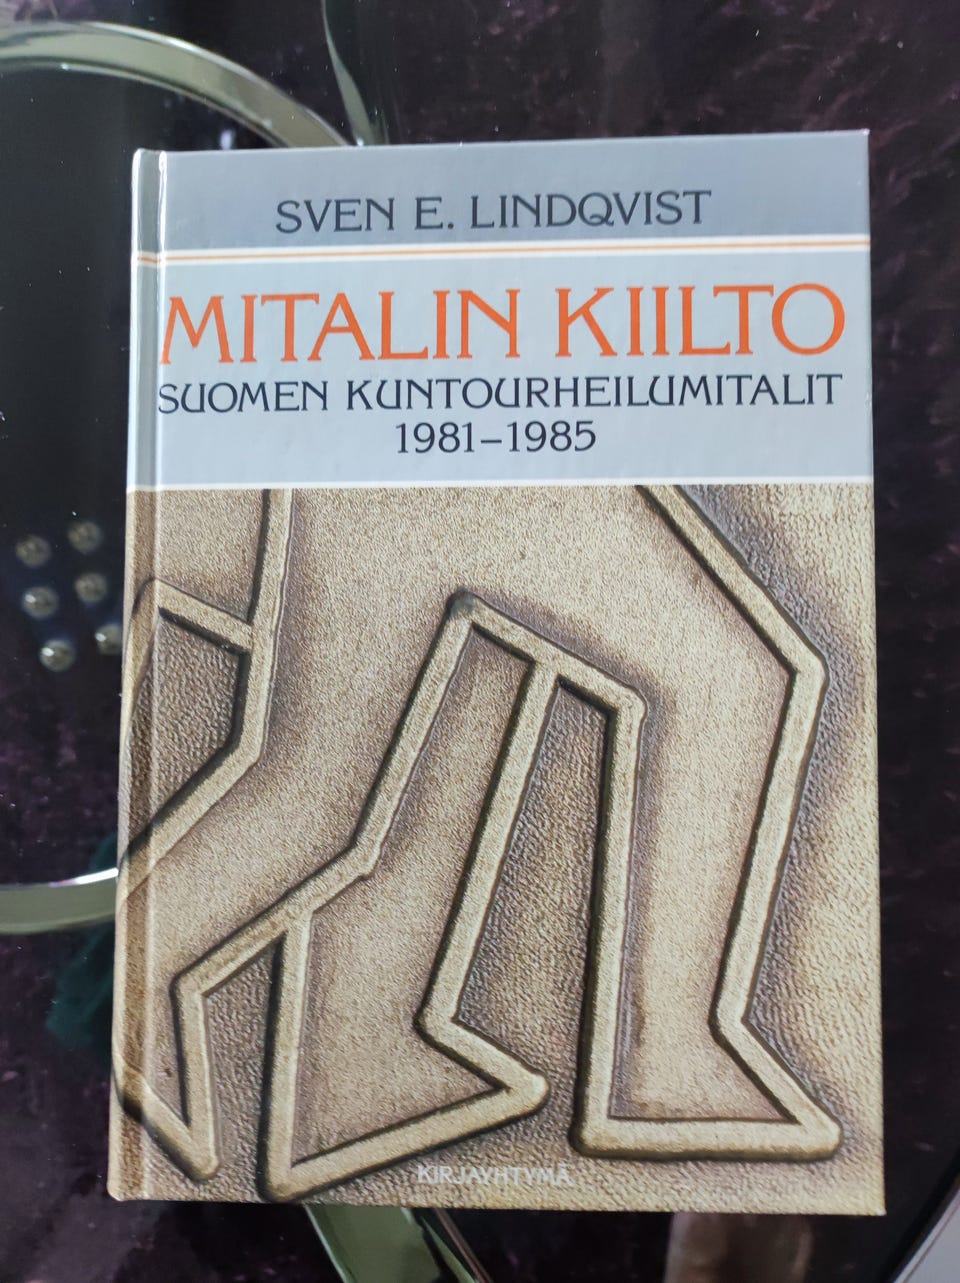 SVEN E. LINDQVIST
MITALIN KIILTO
SUOMEN KUNTOURHEILUMITALIT
1981–1985
KIRJAYHTYMÄ